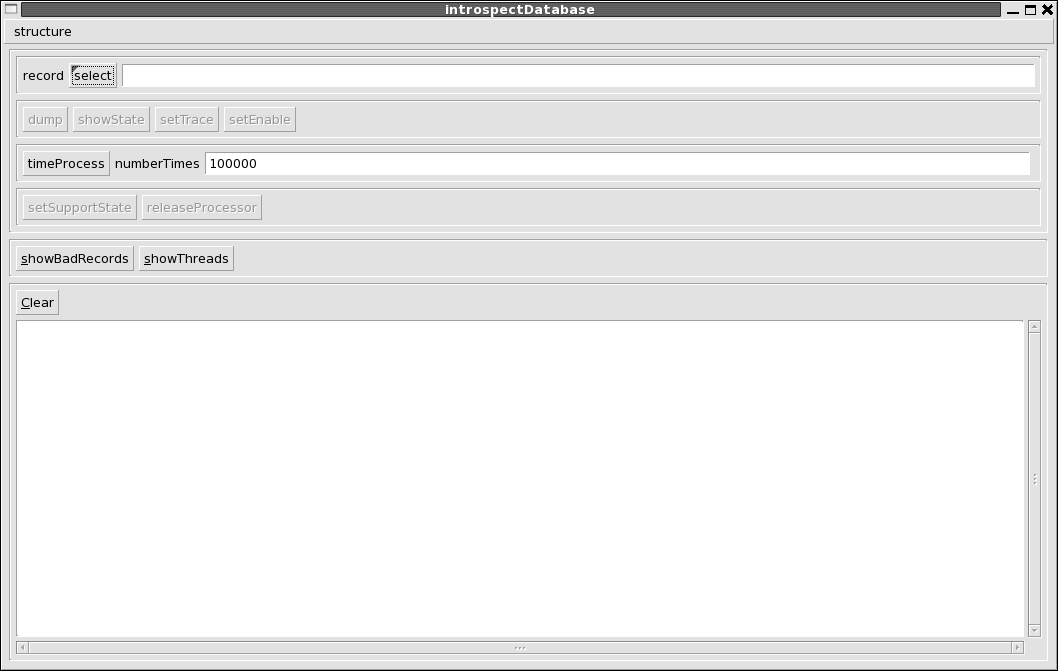 introspectDatabase
structure
record select
dump showState setTrace setEnable
timeProcess numberTimes 100000
setSupportState releaseProcessor
showBadRecords showThreads
Clear